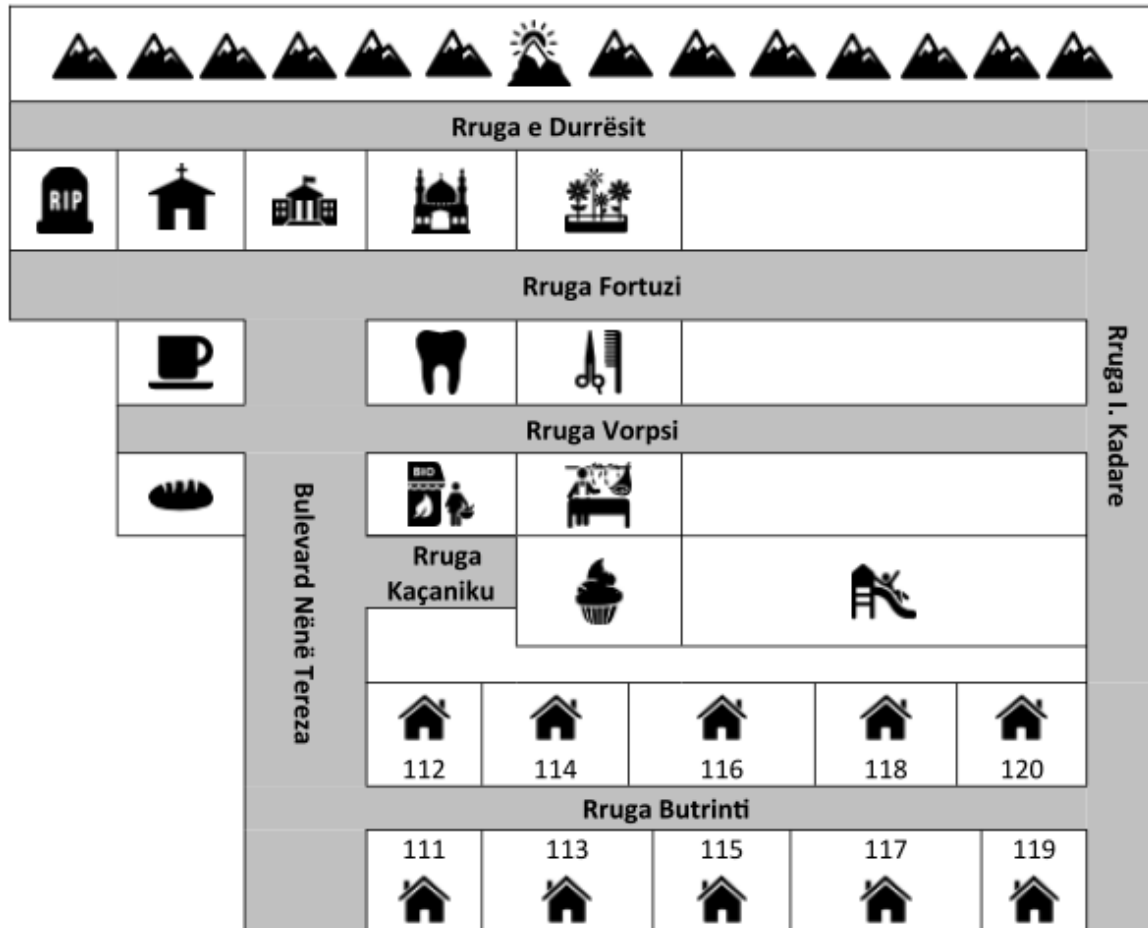 Rruga e Durrësit
RIP
Rruga Fortuzi
Rruga I. Kadare
Rruga Vorpsi
BIO
Bulevard Nënë Tereza
Rruga
Kaçaniku
112 114 116 118 120
Rruga Butrinti
111 113 115 117 119